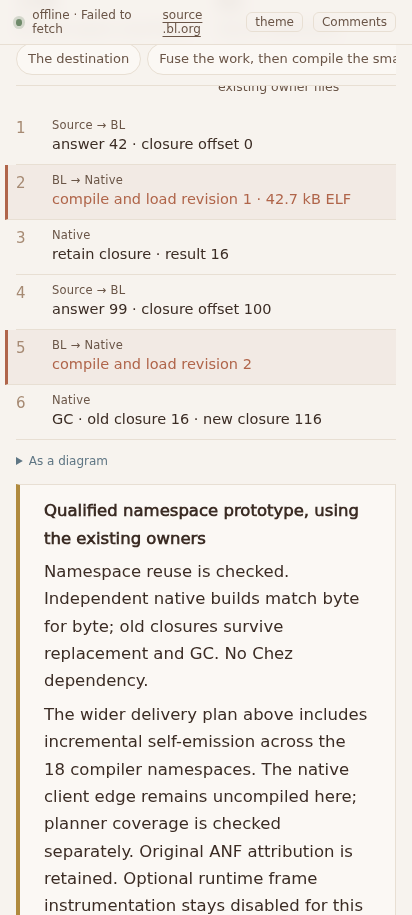 offline · Failed to fetch
source.bl.org
theme
Comments
The destination
Fuse the work, then compile the sma
existing owner files
1
Source → BL
answer 42 · closure offset 0
2
BL → Native
compile and load revision 1 · 42.7 kB ELF
3
Native
retain closure · result 16
4
Source → BL
answer 99 · closure offset 100
5
BL → Native
compile and load revision 2
6
Native
GC · old closure 16 · new closure 116
As a diagram
Qualified namespace prototype, using
the existing owners
Namespace reuse is checked.
Independent native builds match byte
for byte; old closures survive
replacement and GC. No Chez
dependency.
The wider delivery plan above includes
incremental self-emission across the
18 compiler namespaces. The native
client edge remains uncompiled here;
planner coverage is checked
separately. Original ANF attribution is
retained. Optional runtime frame
instrumentation stays disabled for this